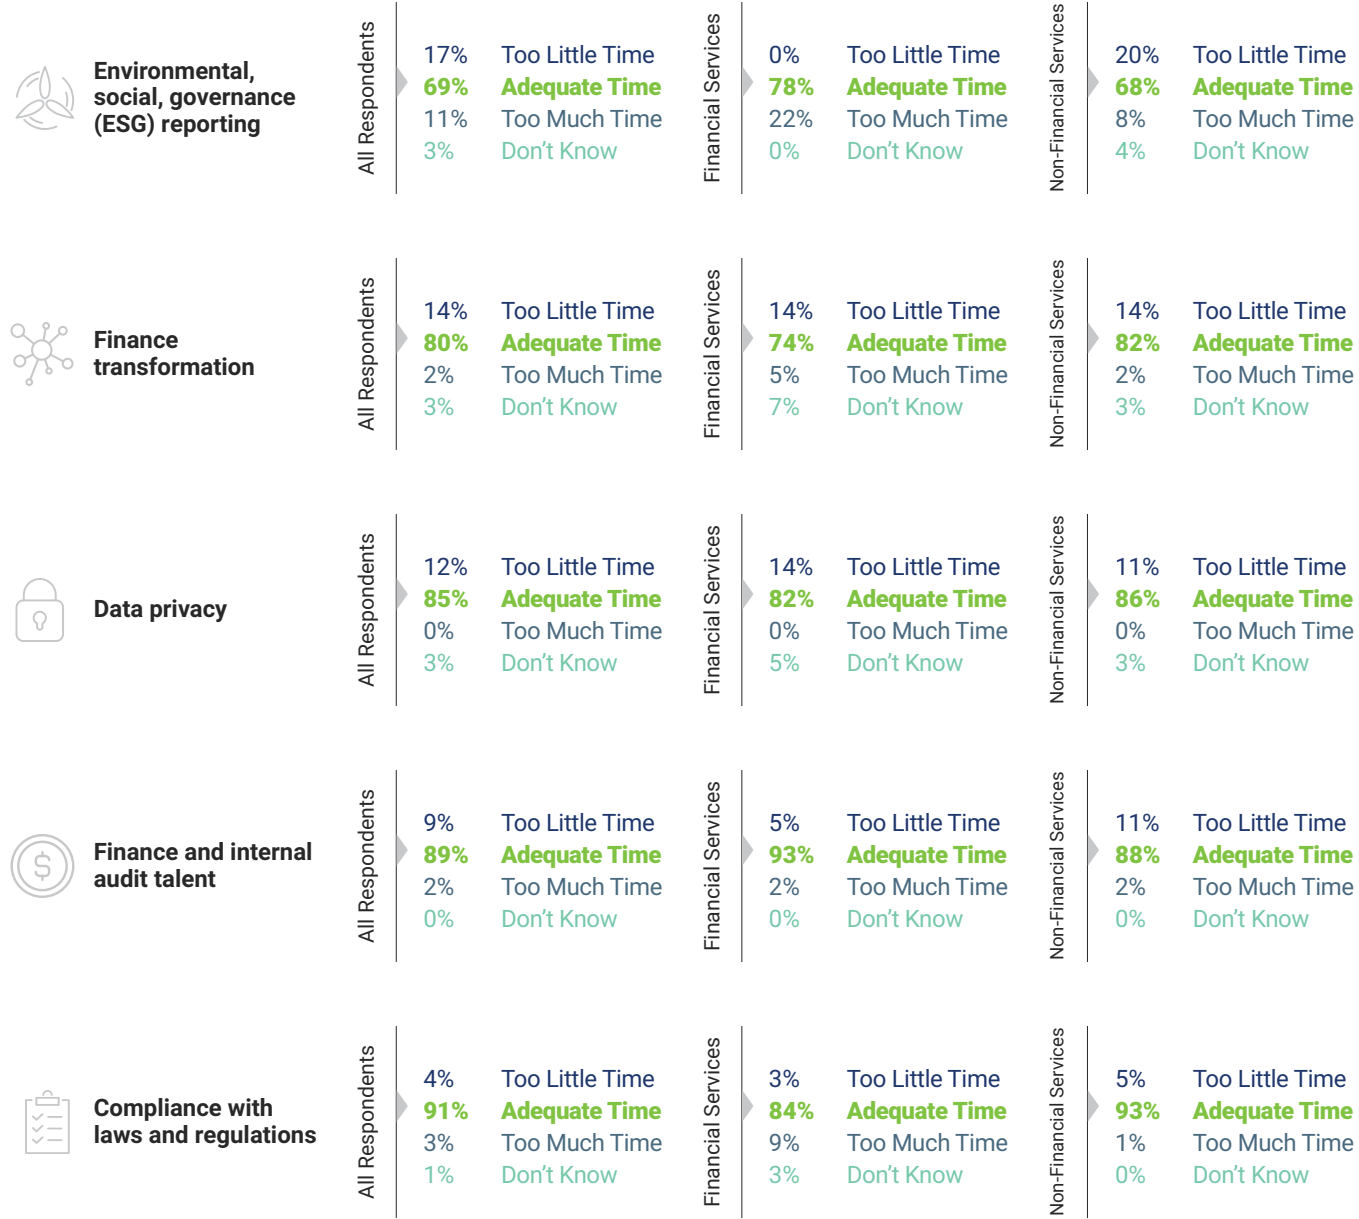 Environmental,
social, governance
(ESG) reporting
All Respondents
17% Too Little Time
69% Adequate Time
11% Too Much Time
3% Don’t Know
Financial Services
0% Too Little Time
78% Adequate Time
22% Too Much Time
0% Don’t Know
Non-Financial Services
20% Too Little Time
68% Adequate Time
8% Too Much Time
4% Don’t Know
Finance
transformation
All Respondents
14% Too Little Time
80% Adequate Time
2% Too Much Time
3% Don’t Know
Financial Services
14% Too Little Time
74% Adequate Time
5% Too Much Time
7% Don’t Know
Non-Financial Services
14% Too Little Time
82% Adequate Time
2% Too Much Time
3% Don’t Know
Data privacy
All Respondents
12% Too Little Time
85% Adequate Time
0% Too Much Time
3% Don’t Know
Financial Services
14% Too Little Time
82% Adequate Time
0% Too Much Time
5% Don’t Know
Non-Financial Services
11% Too Little Time
86% Adequate Time
0% Too Much Time
3% Don’t Know
$
Finance and internal
audit talent
All Respondents
9% Too Little Time
89% Adequate Time
2% Too Much Time
0% Don’t Know
Financial Services
5% Too Little Time
93% Adequate Time
2% Too Much Time
0% Don’t Know
Non-Financial Services
11% Too Little Time
88% Adequate Time
2% Too Much Time
0% Don’t Know
Compliance with
laws and regulations
All Respondents
4% Too Little Time
91% Adequate Time
3% Too Much Time
1% Don’t Know
Financial Services
3% Too Little Time
84% Adequate Time
9% Too Much Time
3% Don’t Know
Non-Financial Services
5% Too Little Time
93% Adequate Time
1% Too Much Time
0% Don’t Know